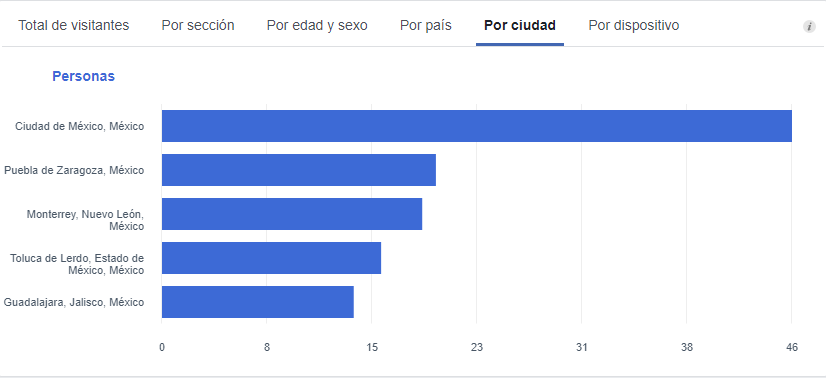 Total de visitantes Por sección Por edad y sexo Por país Por ciudad Por dispositivo i
Personas
Ciudad de México, México
Puebla de Zaragoza, México
Monterrey, Nuevo León,
México
Toluca de Lerdo, Estado de
México, México
Guadalajara, Jalisco, México
0 8 15 23 31 38 46